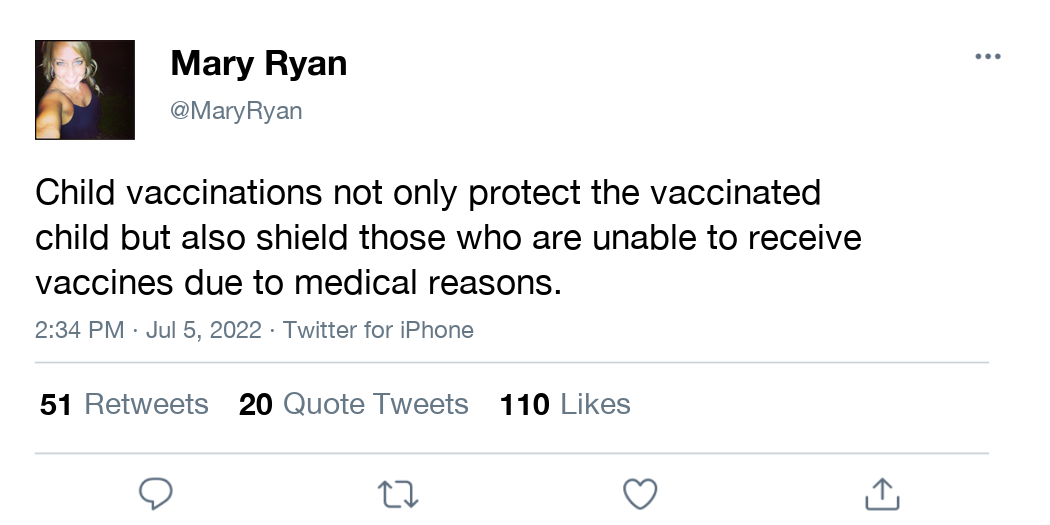 Mary Ryan
@MaryRyan
Child vaccinations not only protect the vaccinated
child but also shield those who are unable to receive
vaccines due to medical reasons.
2:34 PM · Jul 5, 2022 · Twitter for iPhone
51 Retweets 20 Quote Tweets 110 Likes